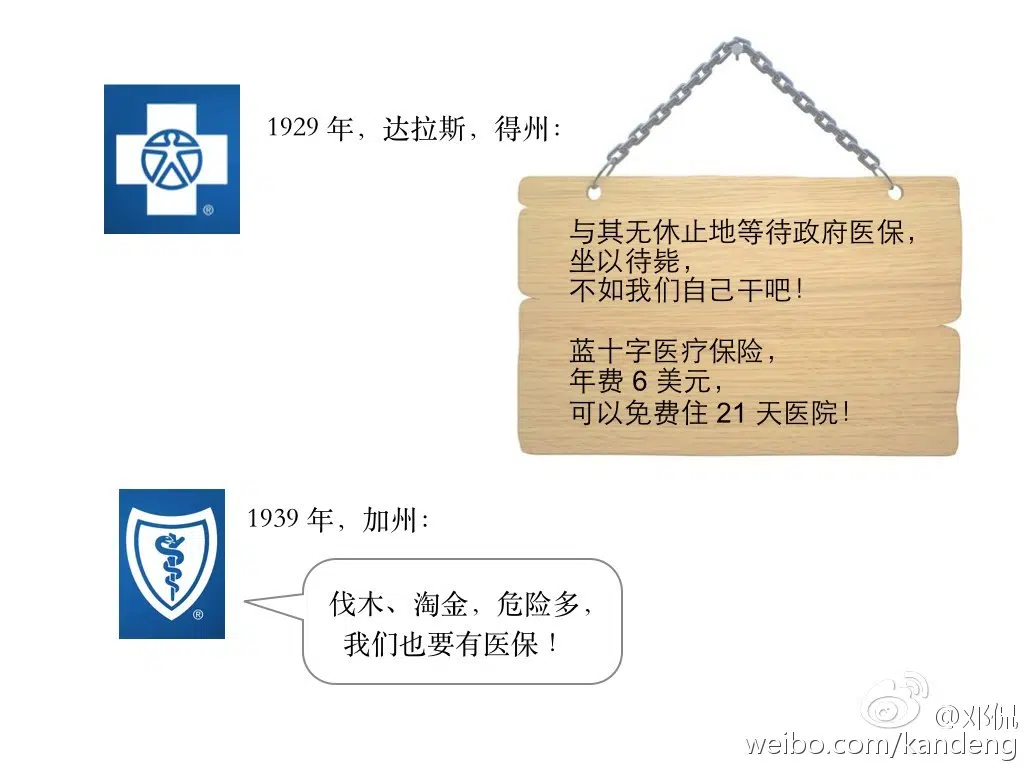 1929 年，达拉斯，得州：
与其无休止地等待政府医保，
坐以待毙，
不如我们自己干吧！
蓝十字医疗保险，
年费 6 美元，
可以免费住 21 天医院！
®
1939 年，加州：
®
伐木、淘金，危险多，
我们也要有医保！
@邓侃
weibo.com/kandeng